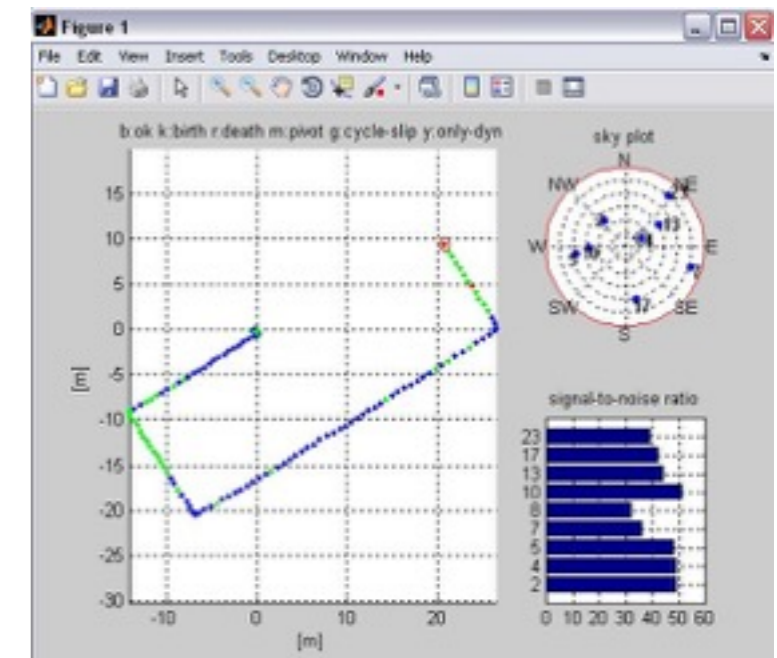 Figure 1
File Edit View Insert Tools Desktop Window Help
b:ok k:birth r:death m:pivot g:cycle-slip y:only-dyn
15
10
5
0
-5
-10
-15
-20
-25
-30
[m]
-10 0 10 20
[m]
sky plot
N
NW NE
13
W E
SW 17 SE
S
signal-to-noise ratio
23
17
13
10
8
7
5
4
2
0 10 20 30 40 50 60